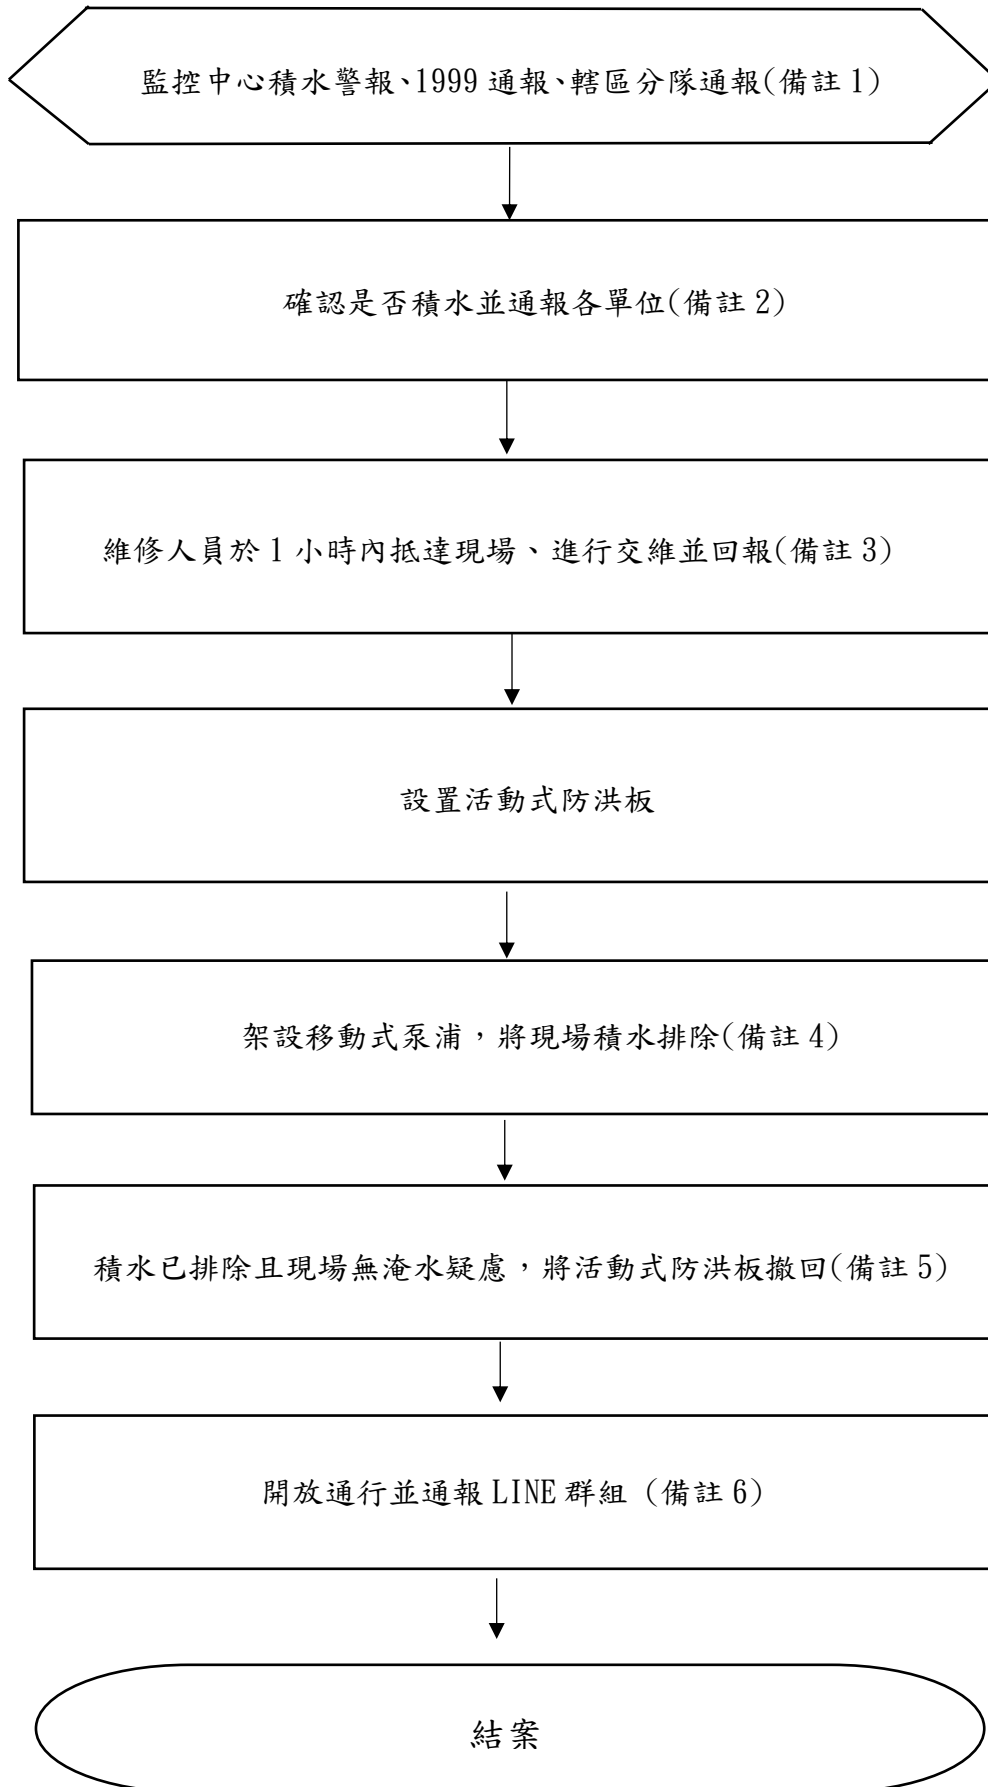 監控中心積水警報、1999 通報、轄區分隊通報(備註 1)
確認是否積水並通報各單位(備註 2)
維修人員於 1 小時內抵達現場、進行交維並回報(備註 3)
設置活動式防洪板
架設移動式泵浦，將現場積水排除(備註 4)
積水已排除且現場無淹水疑慮，將活動式防洪板撤回(備註 5)
開放通行並通報 LINE 群組 (備註 6)
結案